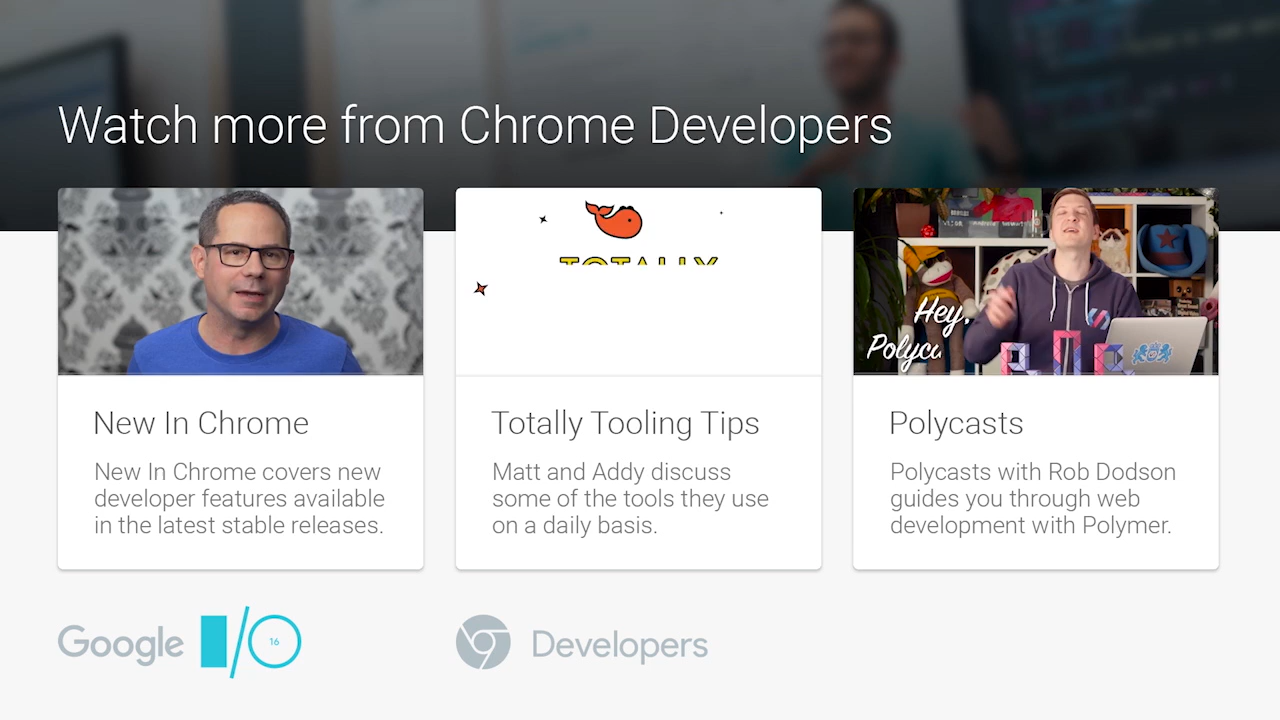 Watch more from Chrome Developers
TOTALLY
Hey,
New In Chrome
New In Chrome covers new
developer features available
in the latest stable releases.
Totally Tooling Tips
Matt and Addy discuss
some of the tools they use
on a daily basis.
Polycasts
Polycasts with Rob Dodson
guides you through web
development with Polymer.
Google I/O 16
Developers